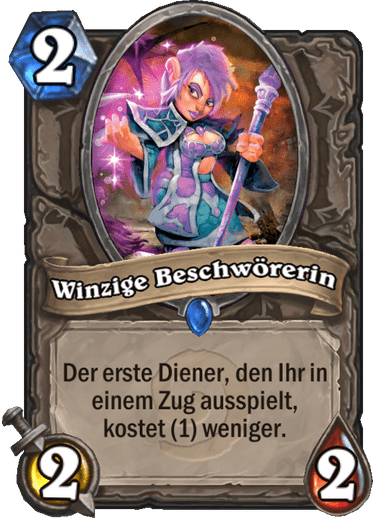 2
Winzige Beschwörerin
Der erste Diener, den Ihr in
einem Zug ausspielt,
kostet (1) weniger.
2
2